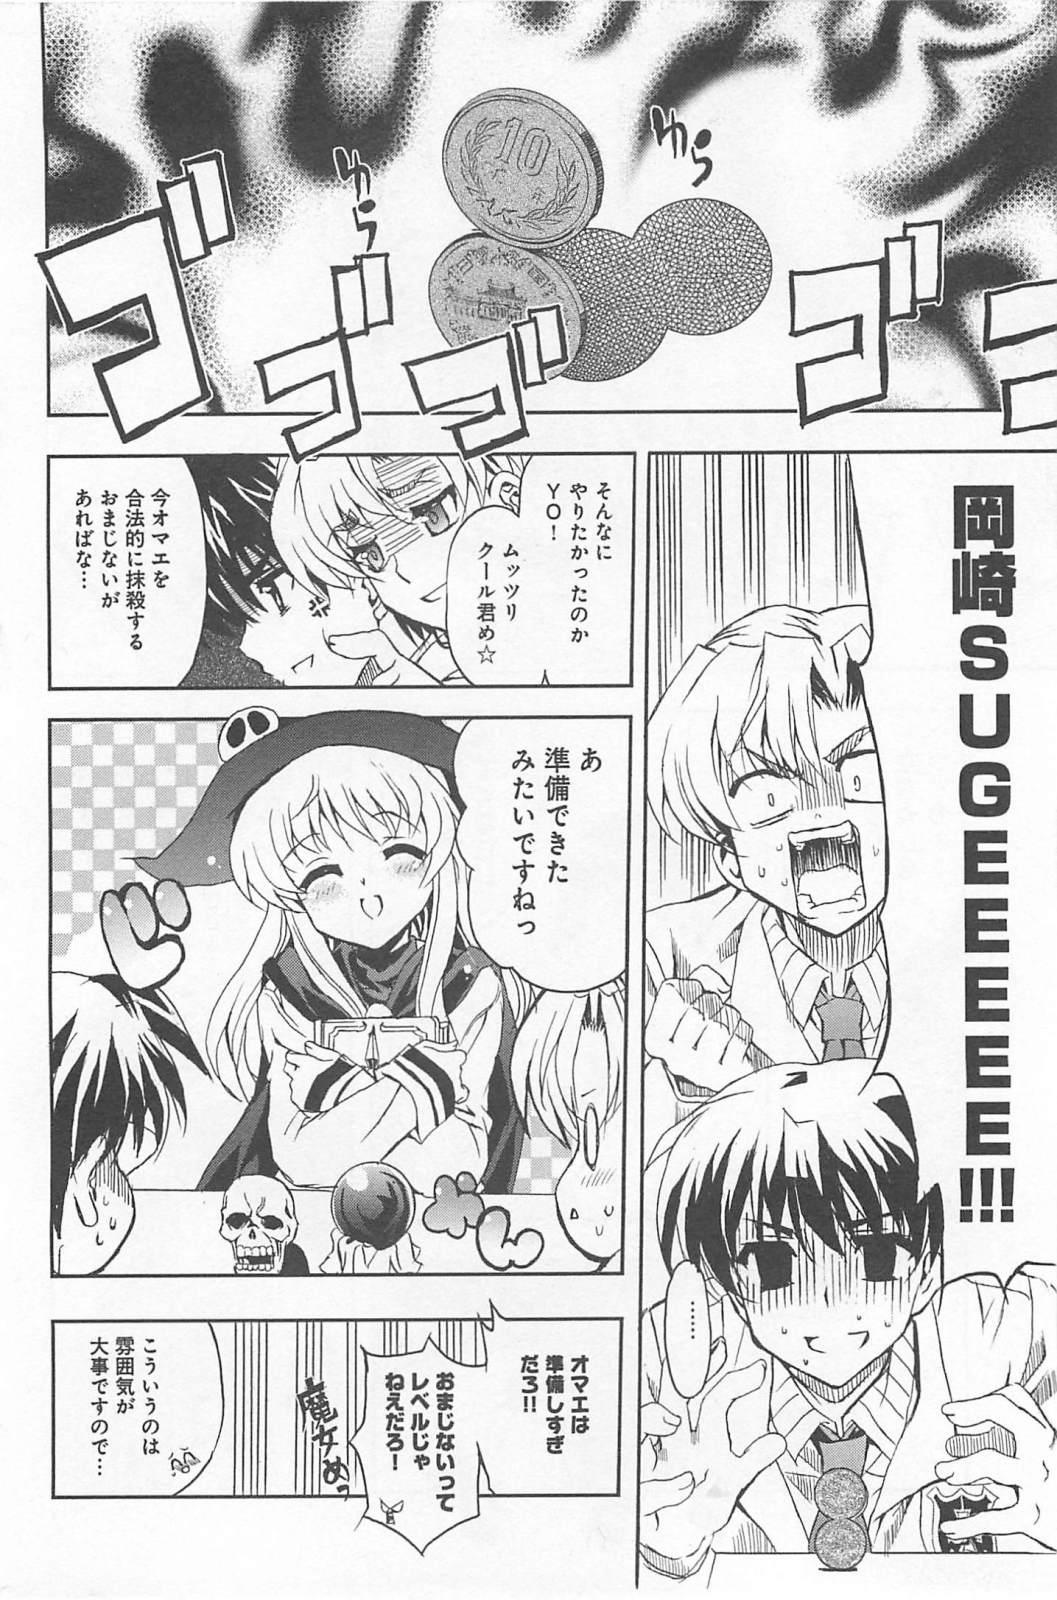 ゆら
ゆら
10
ゴゴゴゴゴ
岡崎SUGEEEEEE!!!
………
そんなに
やりたかったのか
YO!
ムッツリ
クール君め☆
今オマエを
合法的に抹殺する
おまじないが
あればな…
あ
準備できた
みたいですねっ
どーん
オマエは
準備しすぎ
だろ!!
おまじないって
レベルじゃ
ねえだろ!
魔女めっ
こういうのは
雰囲気が
大事ですので…